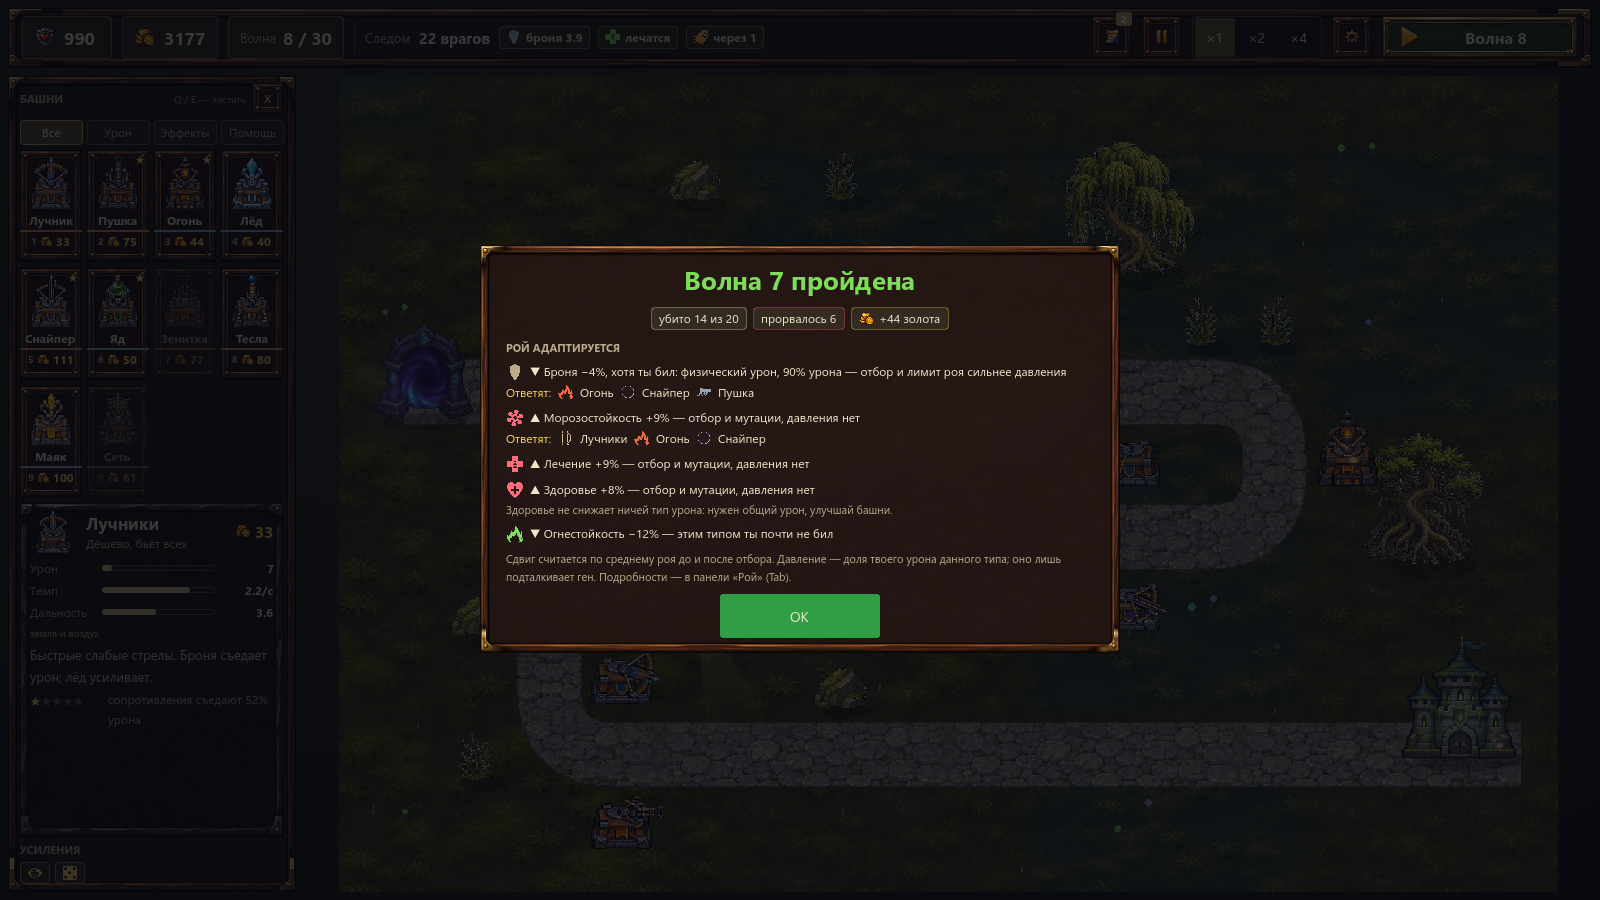 990
3177
Волна 8 / 30
Следом 22 врагов
броня 3.9
лечатся
через 1
2
×1 ×2 ×4
Волна 8
БАШНИ
Q / E — листать
X
Все Урон Эффекты Помощь
Лучник Пушка Огонь Лёд
1 33 2 75 3 44 4 40
Снайпер Яд Зенитка Тесла
5 111 6 50 7 77 8 80
Маяк Сеть
9 100 0 61
Лучники
33
Дёшево, бьёт всех
Урон 7
Темп 2.2/с
Дальность 3.6
земля и воздух
Быстрые слабые стрелы. Броня съедает
урон; лёд усиливает.
сопротивления съедают 52%
урона
УСИЛЕНИЯ
Волна 7 пройдена
убито 14 из 20
прорвалось 6
+44 золота
РОЙ АДАПТИРУЕТСЯ
▼ Броня −4%, хотя ты бил: физический урон, 90% урона — отбор и лимит роя сильнее давления
Ответят: Огонь Снайпер Пушка
▲ Морозостойкость +9% — отбор и мутации, давления нет
Ответят: Лучники Огонь Снайпер
▲ Лечение +9% — отбор и мутации, давления нет
▲ Здоровье +8% — отбор и мутации, давления нет
Здоровье не снижает ничей тип урона: нужен общий урон, улучшай башни.
▼ Огнестойкость −12% — этим типом ты почти не бил
Сдвиг считается по среднему роя до и после отбора. Давление — доля твоего урона данного типа; оно лишь
подталкивает ген. Подробности — в панели «Рой» (Tab).
OK